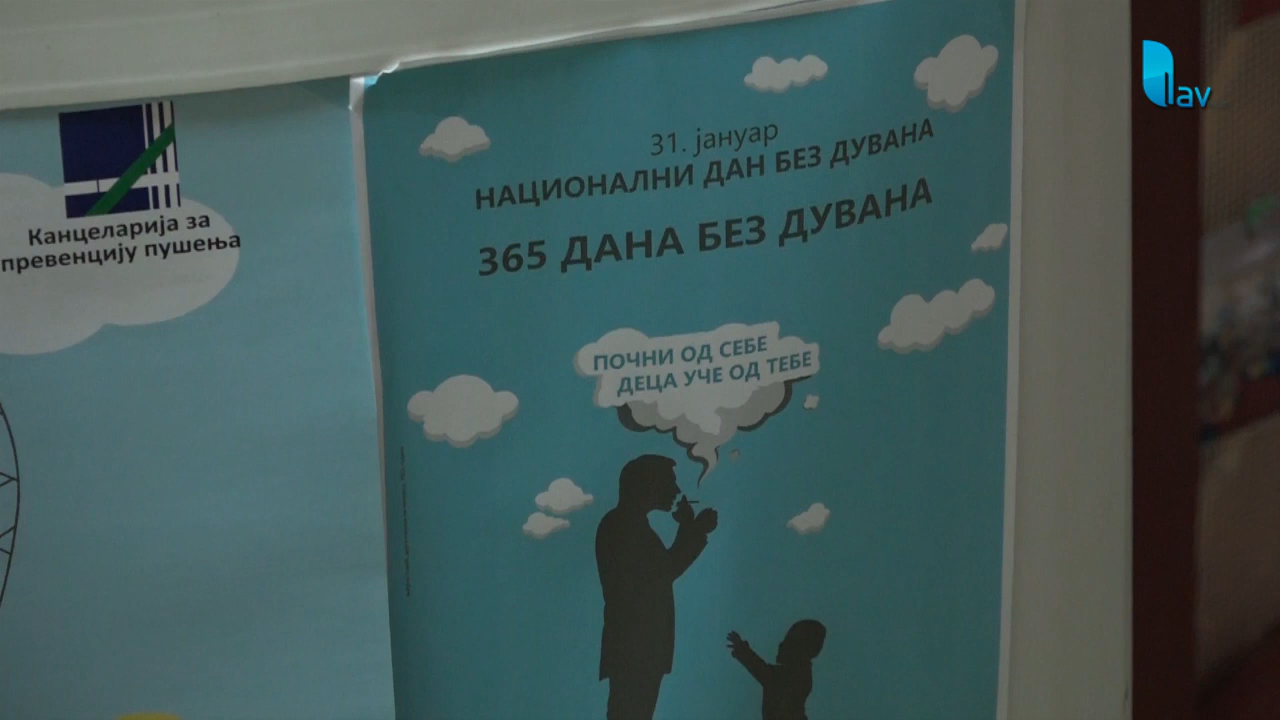 Канцеларија за
превенцију пушења
31. јануар
НАЦИОНАЛНИ ДАН БЕЗ ДУВАНА
365 ДАНА БЕЗ ДУВАНА
ПОЧНИ ОД СЕБЕ
ДЕЦА УЧЕ ОД ТЕБЕ
lav